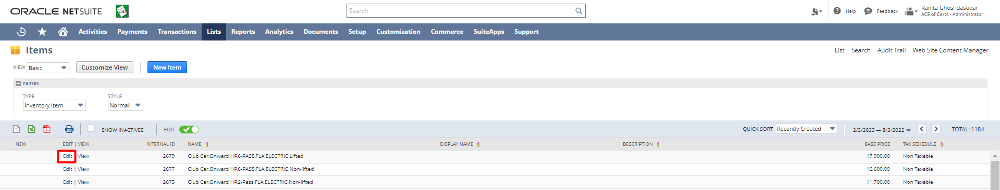 ORACLE NETSUITE
Search
Help
Feedback
Ranita Ghoshdastidar
ACE of Carts - Administrator
Activities Payments Transactions Lists Reports Analytics Documents Setup Customization Commerce SuiteApps Support
Items
List Search Audit Trail Web Site Content Manager
VIEW Basic Customize View New Item
FILTERS
TYPE STYLE
Inventory Item Normal
SHOW INACTIVES EDIT QUICK SORT Recently Created 2/2/2023 — 8/3/2022 TOTAL: 1184
NEW EDIT | VIEW INTERNAL ID NAME DISPLAY NAME DESCRIPTION BASE PRICE TAX SCHEDULE
Edit | View 2679 Club Car,Onward HP,6-PASS,FLA,ELECTRIC,Lifted 17,900.00 Non Taxable
Edit | View 2677 Club Car,Onward HP,6-PASS,FLA,ELECTRIC,Non-lifted 16,600.00 Non Taxable
Edit | View 2675 Club Car,Onward HP,2-Pass,FLA,ELECTRIC,Non-lifted 11,700.00 Non Taxable